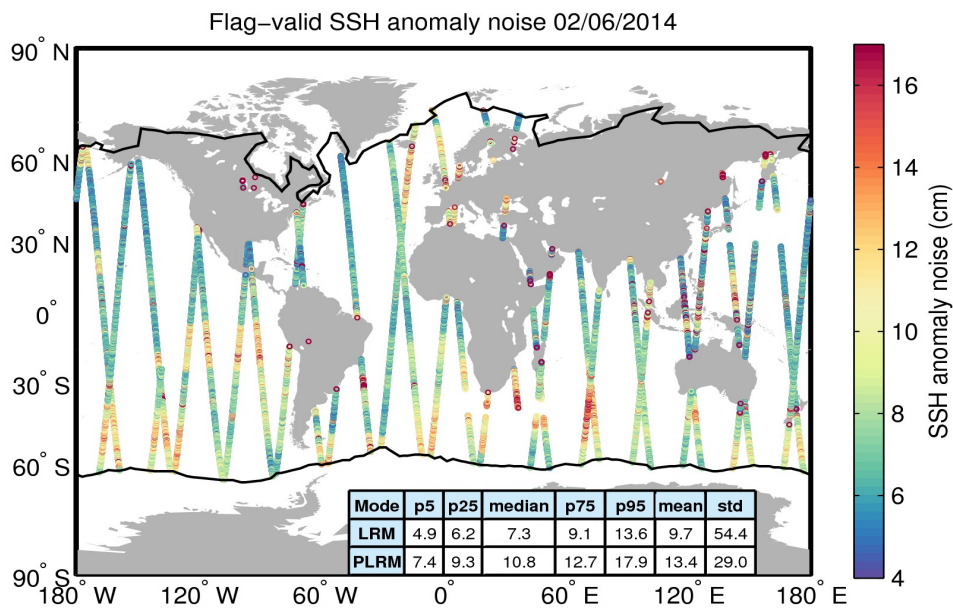 Flag−valid SSH anomaly noise 02/06/2014
90° N
60° N
30° N
0°
30° S
60° S
90° S
180° W 120° W 60° W 0° 60° E 120° E 180° E
Mode p5 p25 median p75 p95 mean std
LRM 4.9 6.2 7.3 9.1 13.6 9.7 54.4
PLRM 7.4 9.3 10.8 12.7 17.9 13.4 29.0
16
14
12
10
8
6
4
SSH anomaly noise (cm)